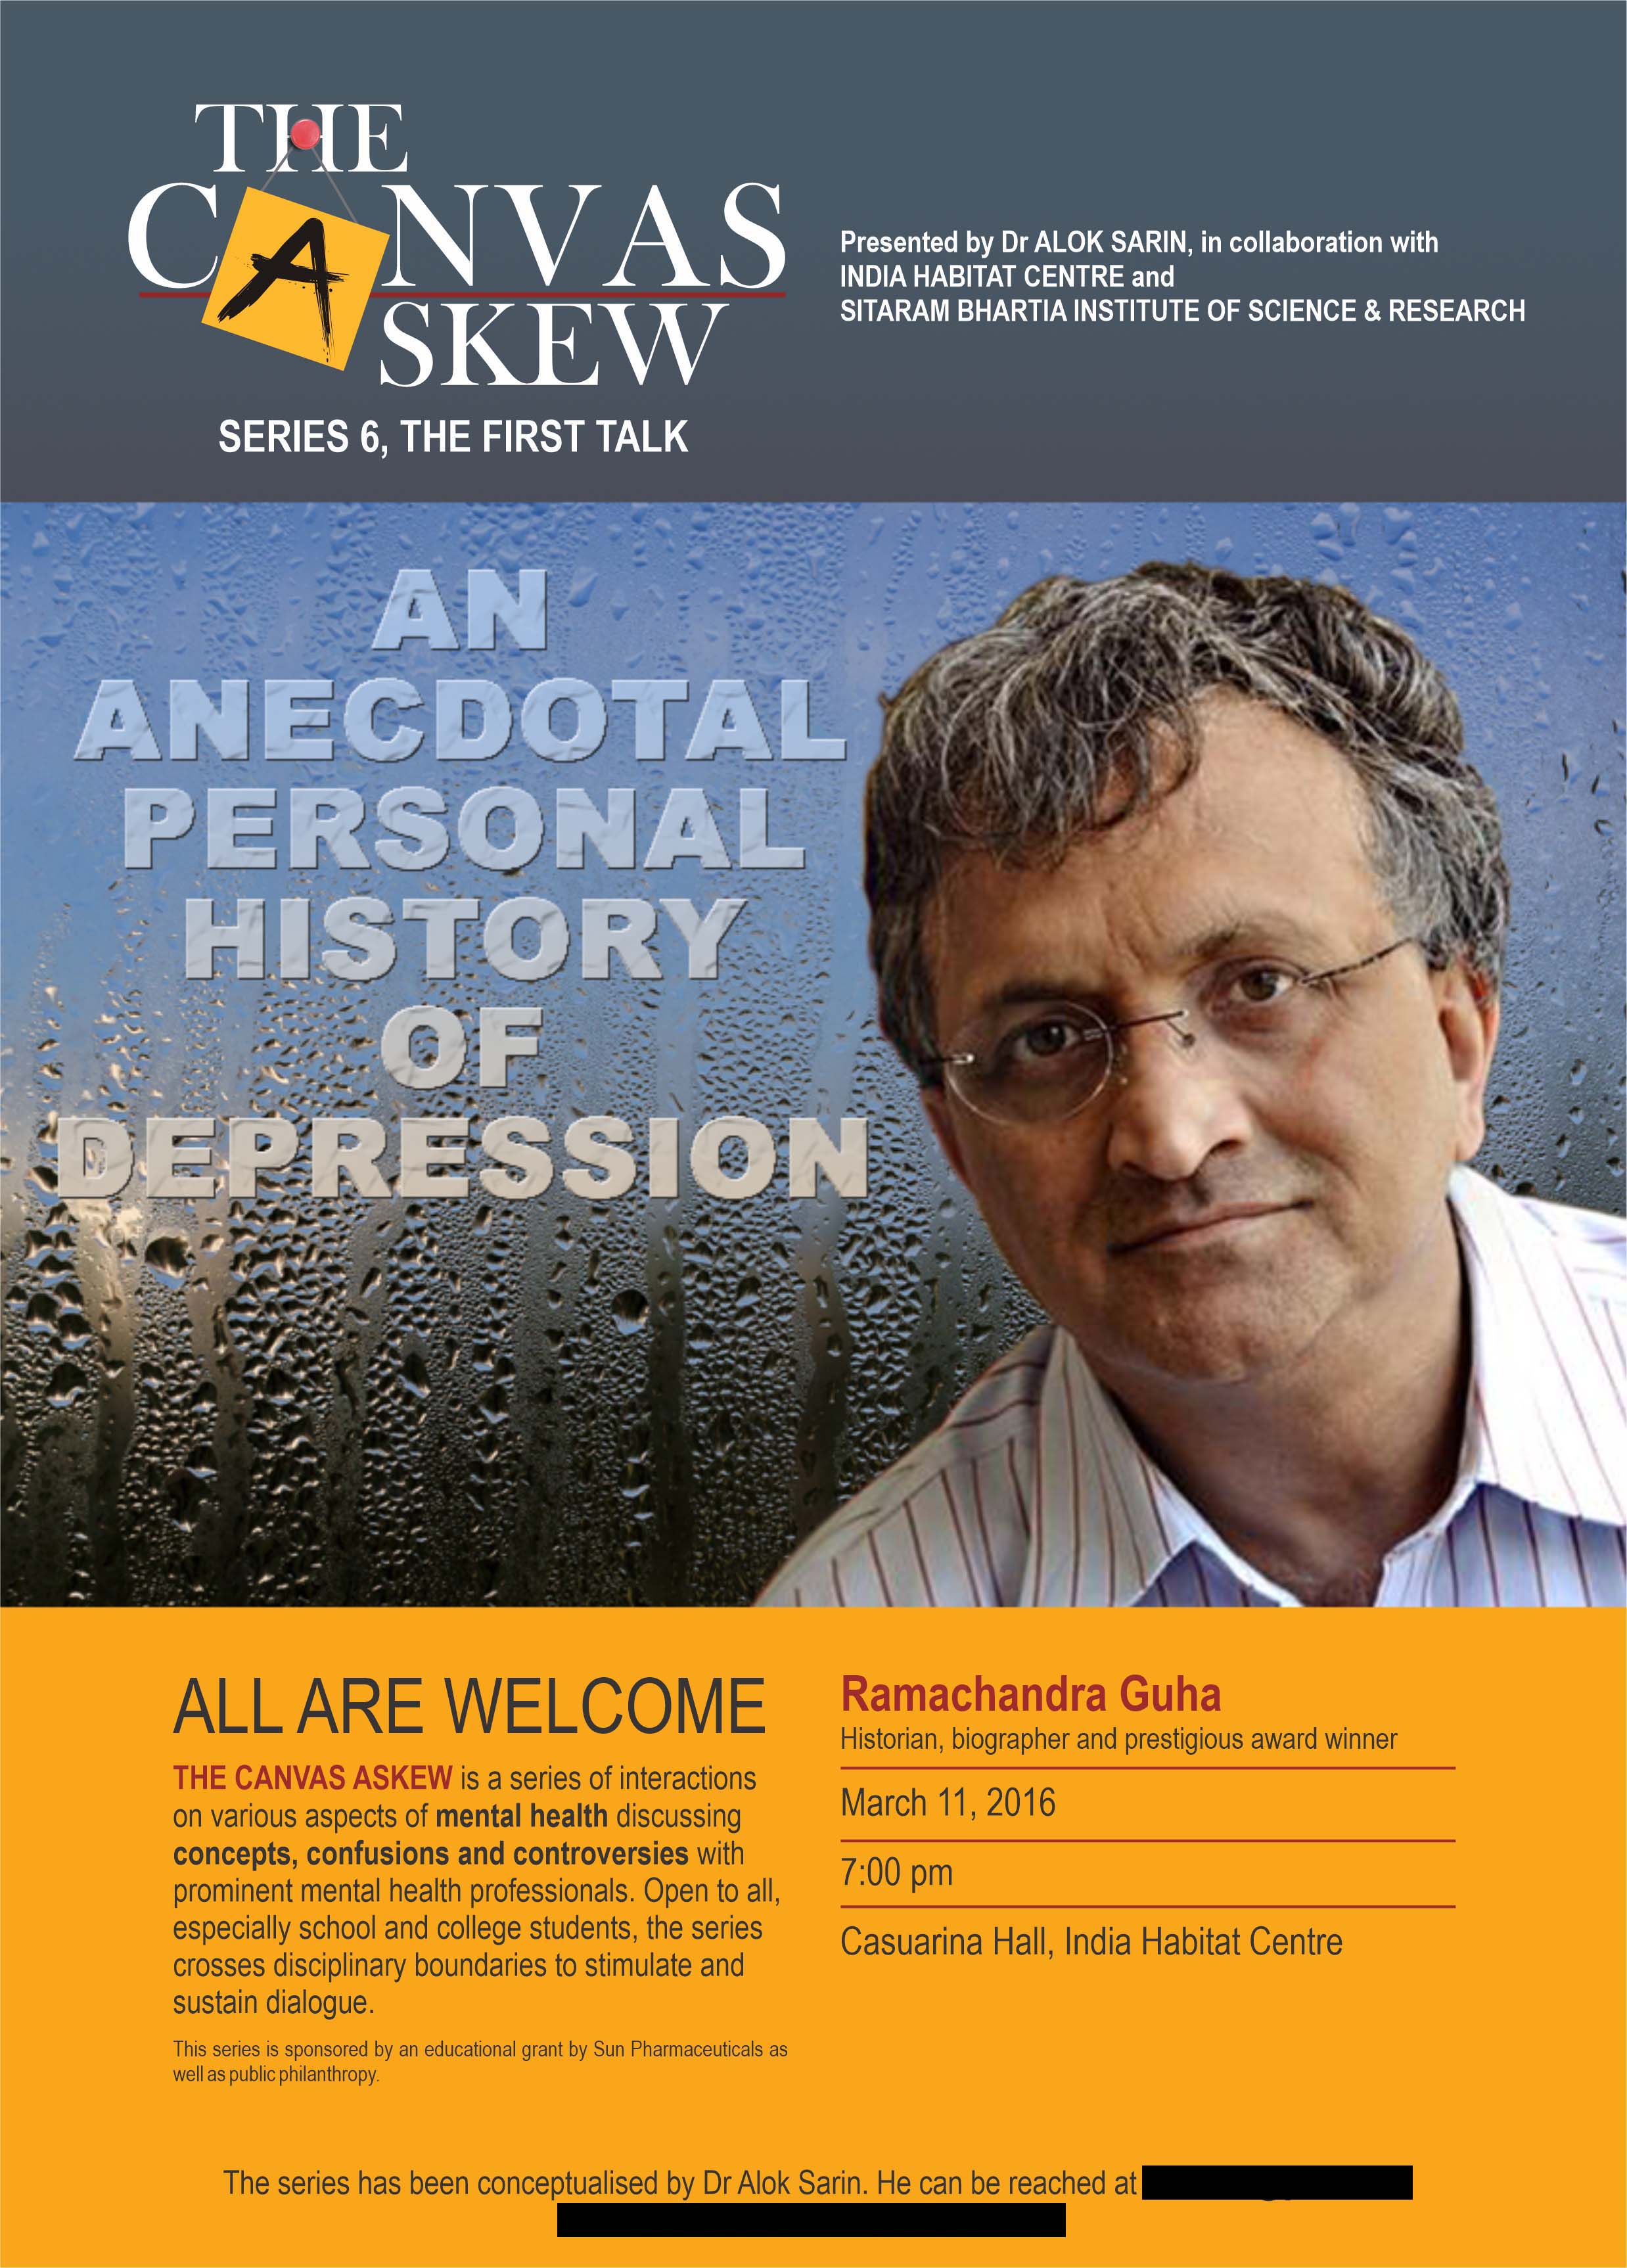 THE
CANVAS
ASKEW
SERIES 6, THE FIRST TALK
Presented by Dr ALOK SARIN, in collaboration with
INDIA HABITAT CENTRE and
SITARAM BHARTIA INSTITUTE OF SCIENCE & RESEARCH
AN
ANECDOTAL
PERSONAL
HISTORY
OF
DEPRESSION
ALL ARE WELCOME
THE CANVAS ASKEW is a series of interactions
on various aspects of mental health discussing
concepts, confusions and controversies with
prominent mental health professionals. Open to all,
especially school and college students, the series
crosses disciplinary boundaries to stimulate and
sustain dialogue.
This series is sponsored by an educational grant by Sun Pharmaceuticals as
well as public philanthropy.
Ramachandra Guha
Historian, biographer and prestigious award winner
March 11, 2016
7:00 pm
Casuarina Hall, India Habitat Centre
The series has been conceptualised by Dr Alok Sarin. He can be reached at